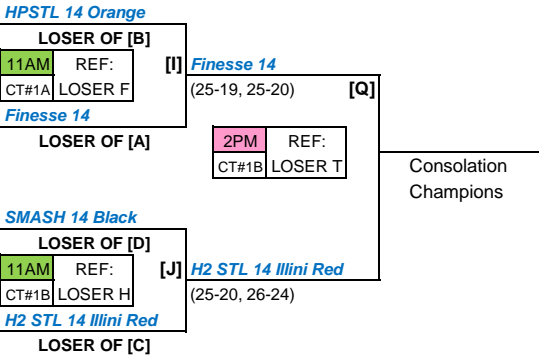 HPSTL 14 Orange
LOSER OF [B]
11AM REF: [I] Finesse 14
CT#1A LOSER F (25-19, 25-20) [Q]
Finesse 14
LOSER OF [A]
2PM REF:
CT#1B LOSER T Consolation
Champions
SMASH 14 Black
LOSER OF [D]
11AM REF: [J] H2 STL 14 Illini Red
CT#1B LOSER H (25-20, 26-24)
H2 STL 14 Illini Red
LOSER OF [C]